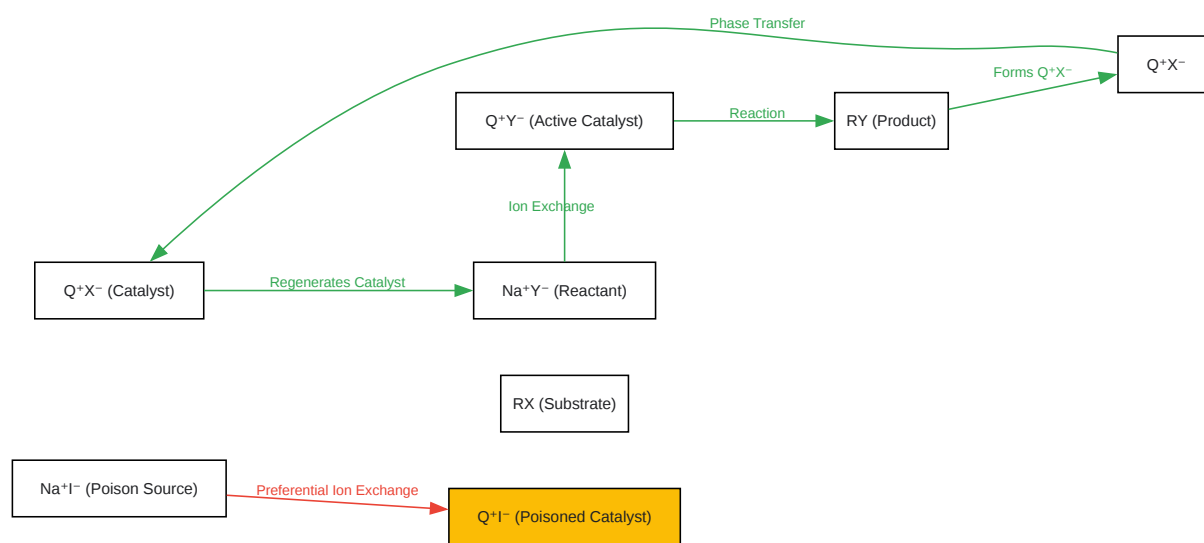 Phase Transfer
Q⁺X⁻
Forms Q⁺X⁻
Q⁺Y⁻ (Active Catalyst)
Reaction
RY (Product)
Ion Exchange
Q⁺X⁻ (Catalyst)
Regenerates Catalyst
Na⁺Y⁻ (Reactant)
RX (Substrate)
Na⁺I⁻ (Poison Source)
Preferential Ion Exchange
Q⁺I⁻ (Poisoned Catalyst)